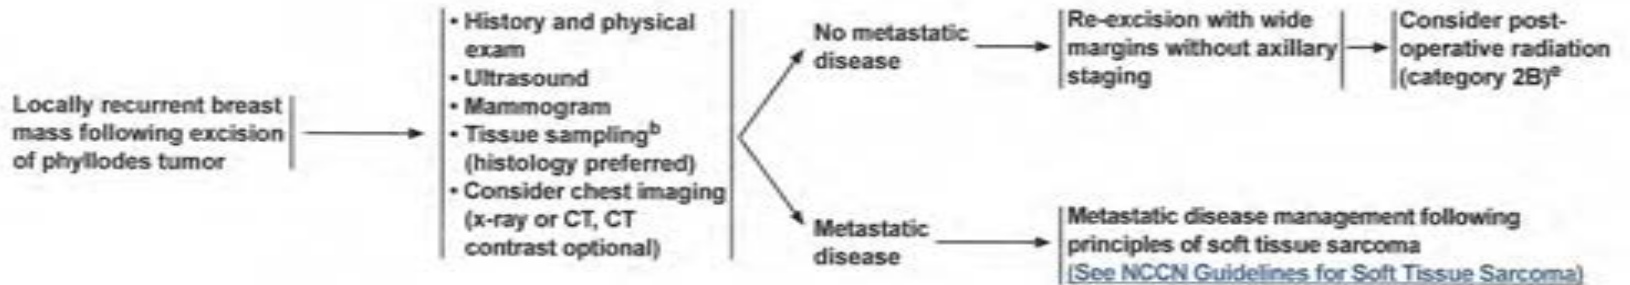 Locally recurrent breast
mass following excision
of phyllodes tumor
• History and physical
exam
• Ultrasound
• Mammogram
• Tissue samplingᵇ
(histology preferred)
• Consider chest imaging
(x-ray or CT, CT
contrast optional)
No metastatic
disease
Re-excision with wide
margins without axillary
staging
Consider post-
operative radiation
(category 2B)ᵉ
Metastatic
disease
Metastatic disease management following
principles of soft tissue sarcoma
(See NCCN Guidelines for Soft Tissue Sarcoma)